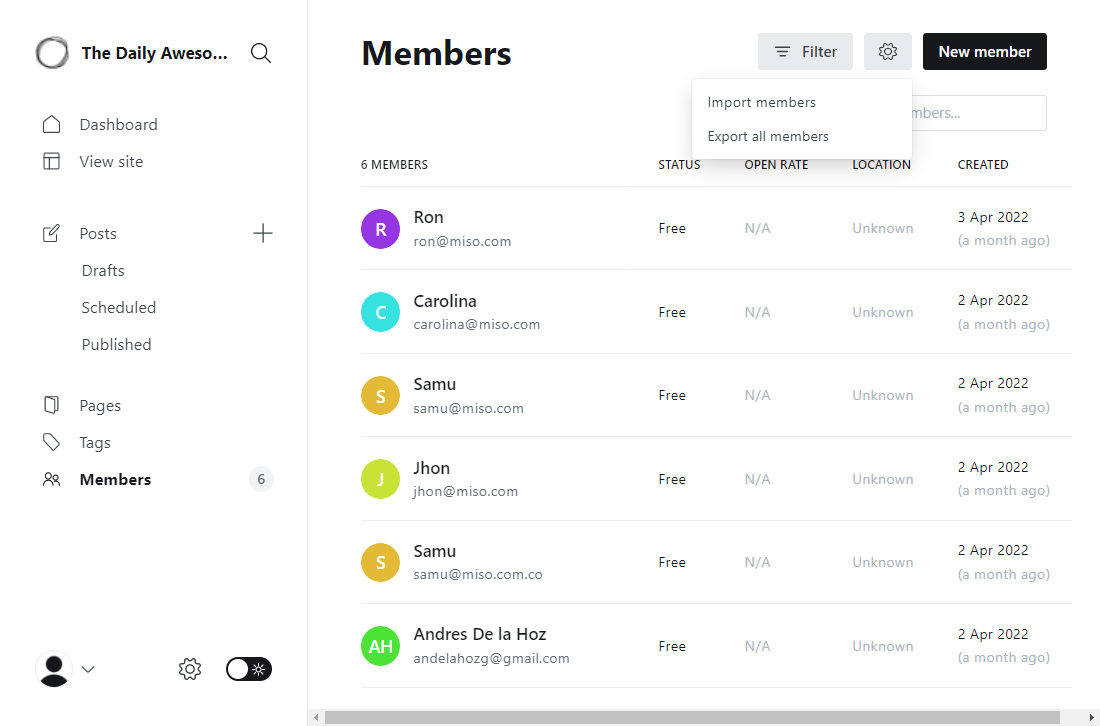 The Daily Aweso...
Dashboard
View site
Posts
Drafts
Scheduled
Published
Pages
Tags
Members 6
Members
Filter
New member
Import members
Export all members
mbers...
6 MEMBERS STATUS OPEN RATE LOCATION CREATED
R Ron Free N/A Unknown 3 Apr 2022
ron@miso.com (a month ago)
C Carolina Free N/A Unknown 2 Apr 2022
carolina@miso.com (a month ago)
S Samu Free N/A Unknown 2 Apr 2022
samu@miso.com (a month ago)
J Jhon Free N/A Unknown 2 Apr 2022
jhon@miso.com (a month ago)
S Samu Free N/A Unknown 2 Apr 2022
samu@miso.com.co (a month ago)
AH Andres De la Hoz Free N/A Unknown 2 Apr 2022
andelahozg@gmail.com (a month ago)